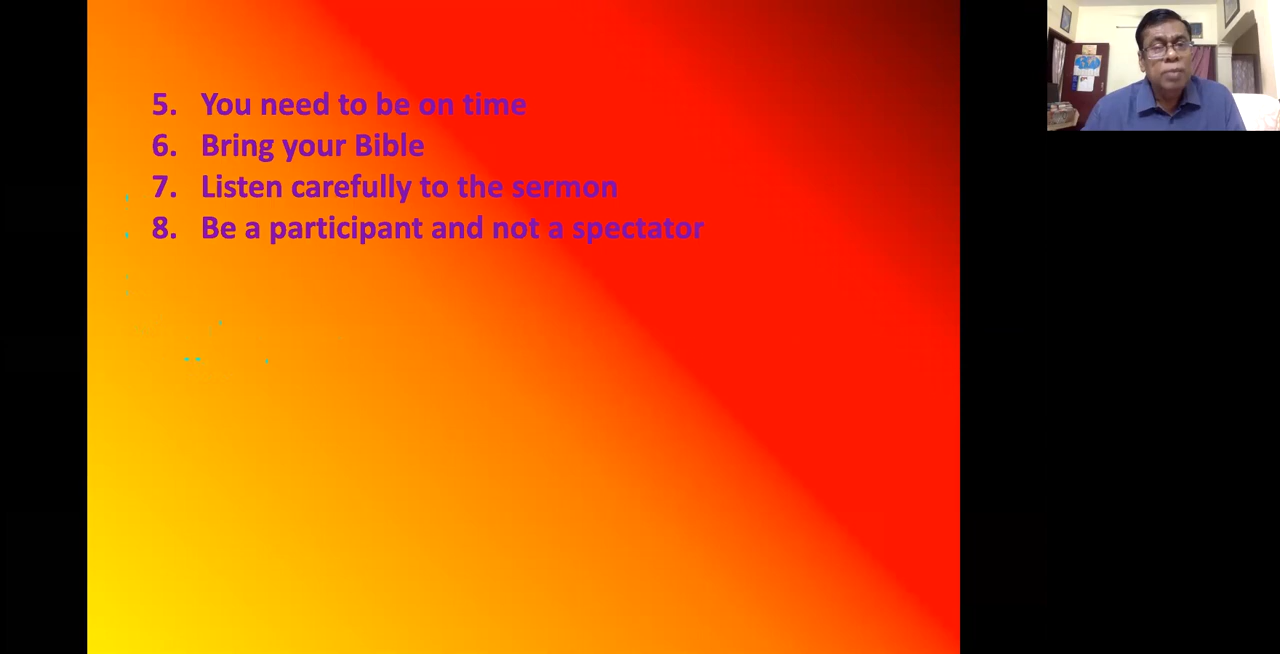 5. You need to be on time
6. Bring your Bible
7. Listen carefully to the sermon
8. Be a participant and not a spectator